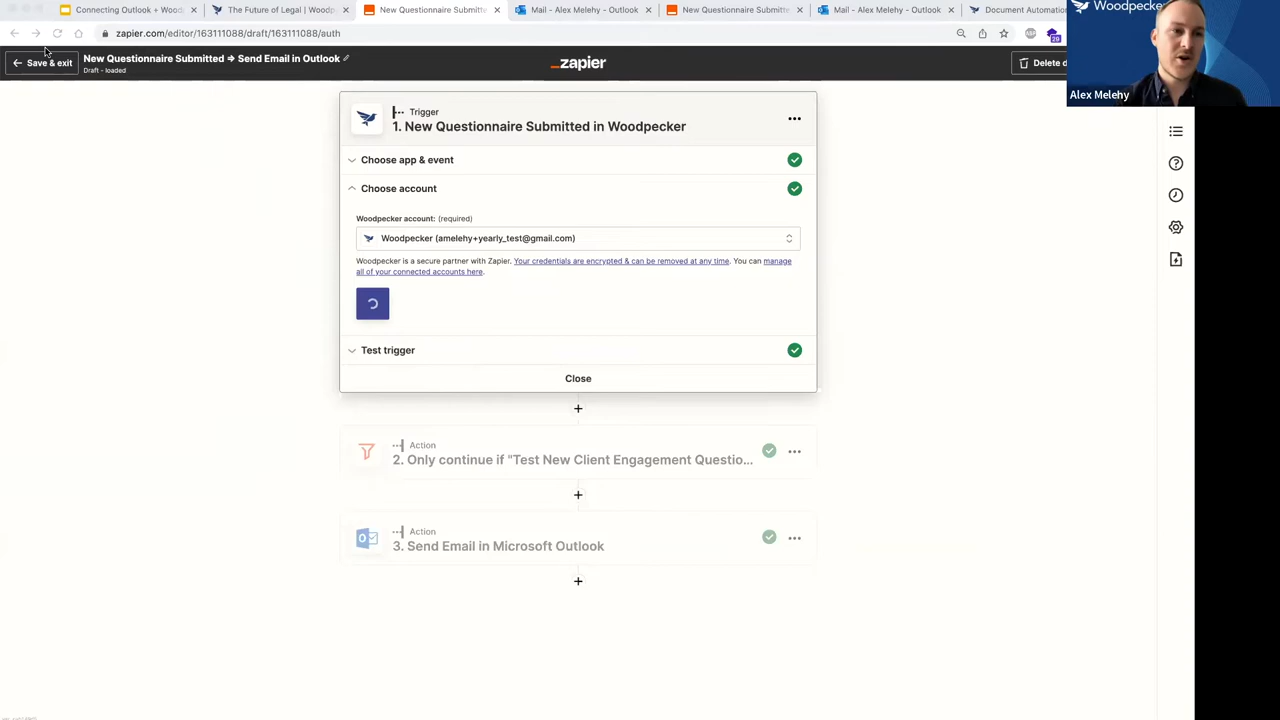 Connecting Outlook + Wood
The Future of Legal | Woodp
New Questionnaire Submitt
Mail - Alex Melehy - Outlook
New Questionnaire Submitt
Mail - Alex Melehy - Outlook
Document Automation
zapier.com/editor/163111088/draft/163111088/auth
29
Woodpecker
Alex Melehy
Save & exit
New Questionnaire Submitted ➔ Send Email in Outlook
Draft - loaded
_zapier
Delete d
Trigger
1. New Questionnaire Submitted in Woodpecker
Choose app & event
Choose account
Woodpecker account: (required)
Woodpecker (amelehy+yearly_test@gmail.com)
Woodpecker is a secure partner with Zapier. Your credentials are encrypted & can be removed at any time. You can manage
all of your connected accounts here.
Test trigger
Close
Action
2. Only continue if "Test New Client Engagement Questio...
Action
3. Send Email in Microsoft Outlook